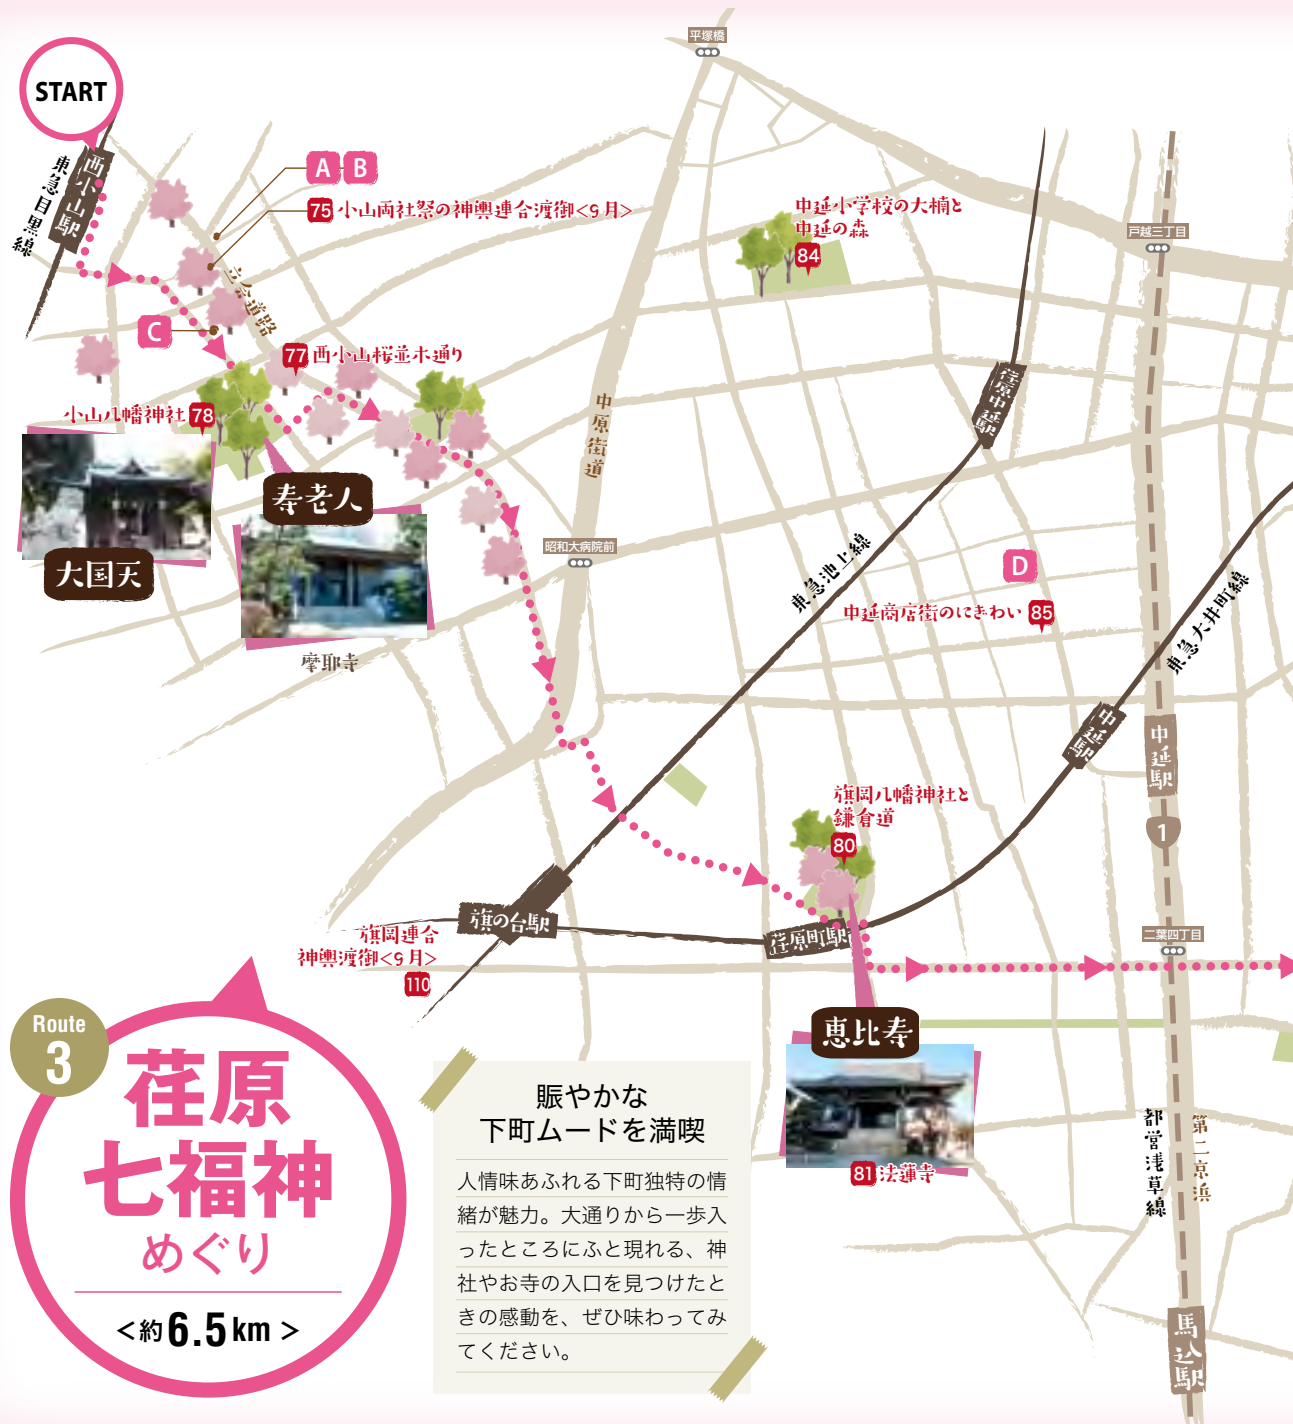 平塚橋
START
西小山駅
東急目黒線
A B
75 小山両社祭の神輿連合渡御<9月>
立会道路
C
77 西小山桜並木通り
小山八幡神社 78
大国天
寿老人
摩耶寺
中原街道
昭和大病院前
中延小学校の大楠と
中延の森
84
戸越三丁目
荏原中延駅
東急池上線
D
中延商店街のにぎわい 85
東急大井町線
中延駅
中延駅
1
旗岡八幡神社と
鎌倉道
80
旗の台駅
荏原町駅
旗岡連合
神輿渡御<9月>
110
二葉四丁目
恵比寿
81 法蓮寺
都営浅草線
第二京浜
馬込駅
Route
3
荏原
七福神
めぐり
<約6.5km>
賑やかな
下町ムードを満喫
人情味あふれる下町独特の情
緒が魅力。大通りから一歩入
ったところにふと現れる、神
社やお寺の入口を見つけたと
きの感動を、ぜひ味わってみ
てください。